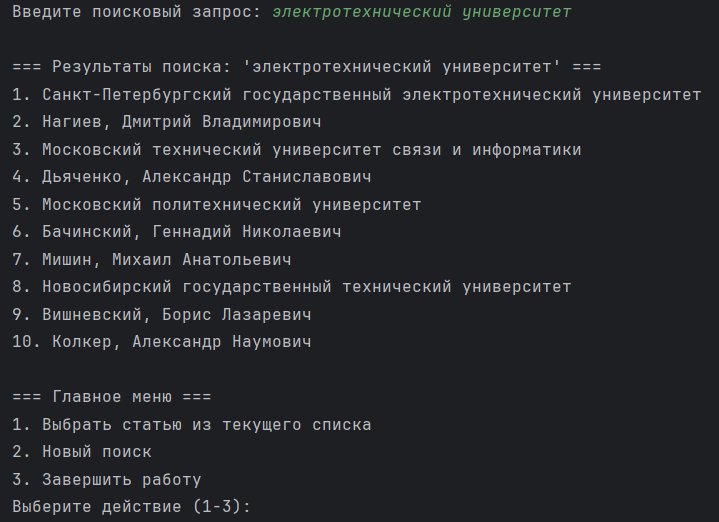 Введите поисковый запрос: электротехнический университет
=== Результаты поиска: 'электротехнический университет' ===
1. Санкт-Петербургский государственный электротехнический университет
2. Нагиев, Дмитрий Владимирович
3. Московский технический университет связи и информатики
4. Дьяченко, Александр Станиславович
5. Московский политехнический университет
6. Бачинский, Геннадий Николаевич
7. Мишин, Михаил Анатольевич
8. Новосибирский государственный технический университет
9. Вишневский, Борис Лазаревич
10. Колкер, Александр Наумович
=== Главное меню ===
1. Выбрать статью из текущего списка
2. Новый поиск
3. Завершить работу
Выберите действие (1-3):